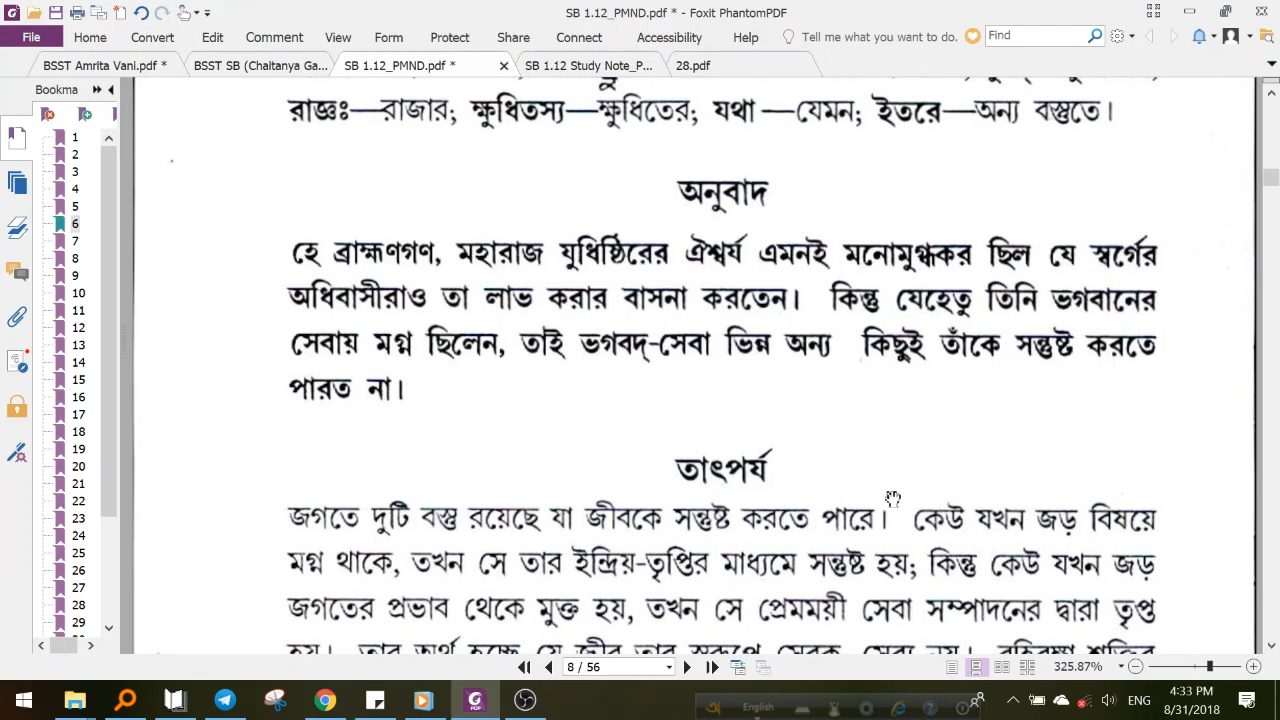 SB 1.12_PMND.pdf * - Foxit PhantomPDF
File Home Convert Edit Comment View Form Protect Share Connect Accessibility Help Tell me what you want to do. Find
BSST Amrita Vani.pdf * BSST SB (Chaitanya Ga... SB 1.12_PMND.pdf * SB 1.12 Study Note_P... 28.pdf
Bookma
1
2
3
4
5
6
7
8
9
10
11
12
13
14
15
16
17
18
19
20
21
22
23
24
25
26
27
28
29
রাজ্ঞঃ—রাজার; ক্ষুধিতস্য—ক্ষুধিতের; যথা—যেমন; ইতরে—অন্য বস্তুতে।
অনুবাদ
হে ব্রাহ্মণগণ, মহারাজ যুধিষ্ঠিরের ঐশ্বর্য এমনই মনোমুগ্ধকর ছিল যে স্বর্গের
অধিবাসীরাও তা লাভ করার বাসনা করতেন। কিন্তু যেহেতু তিনি ভগবানের
সেবায় মগ্ন ছিলেন, তাই ভগবদ্-সেবা ভিন্ন অন্য কিছুই তাঁকে সন্তুষ্ট করতে
পারত না।
তাৎপর্য
জগতে দুটি বস্তু রয়েছে যা জীবকে সন্তুষ্ট করতে পারে। কেউ যখন জড় বিষয়ে
মগ্ন থাকে, তখন সে তার ইন্দ্রিয়-তৃপ্তির মাধ্যমে সন্তুষ্ট হয়; কিন্তু কেউ যখন জড়
জগতের প্রভাব থেকে মুক্ত হয়, তখন সে প্রেমময়ী সেবা সম্পাদনের দ্বারা তৃপ্ত
8 / 56 325.87%
English ENG 4:33 PM
8/31/2018